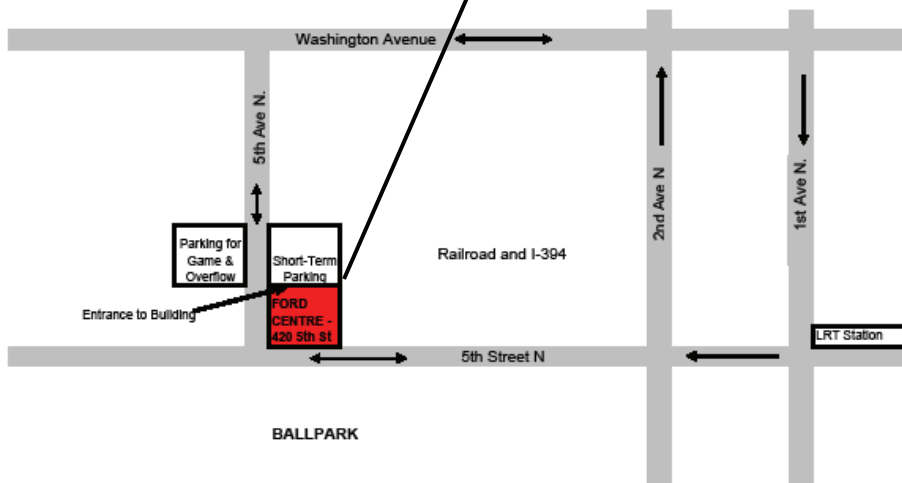 Washington Avenue
5th Ave N.
2nd Ave N
1st Ave N.
Parking for
Game &
Overflow
Short-Term
Parking
Railroad and I-394
Entrance to Building
FORD
CENTRE -
420 5th St
LRT Station
5th Street N
BALLPARK